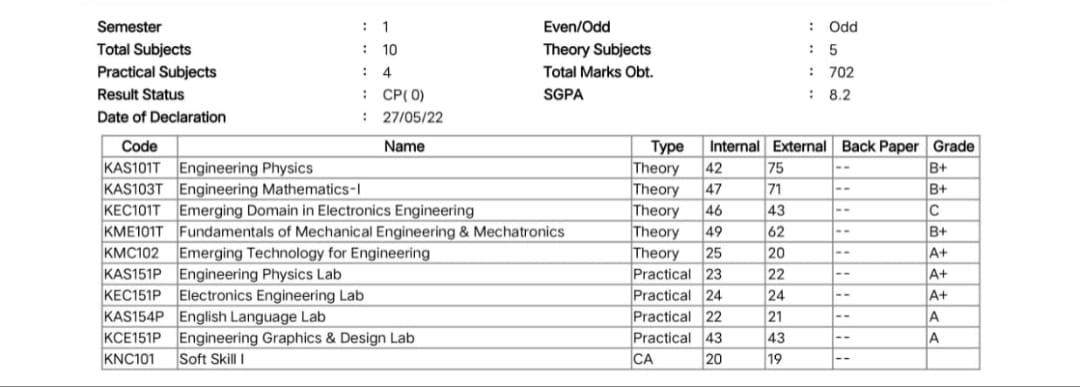 Semester : 1 Even/Odd : Odd
Total Subjects : 10 Theory Subjects : 5
Practical Subjects : 4 Total Marks Obt. : 702
Result Status : CP( 0) SGPA : 8.2
Date of Declaration : 27/05/22
Code Name Type Internal External Back Paper Grade
KAS101T Engineering Physics Theory 42 75 -- B+
KAS103T Engineering Mathematics-I Theory 47 71 -- B+
KEC101T Emerging Domain in Electronics Engineering Theory 46 43 -- C
KME101T Fundamentals of Mechanical Engineering & Mechatronics Theory 49 62 -- B+
KMC102 Emerging Technology for Engineering Theory 25 20 -- A+
KAS151P Engineering Physics Lab Practical 23 22 -- A+
KEC151P Electronics Engineering Lab Practical 24 24 -- A+
KAS154P English Language Lab Practical 22 21 -- A
KCE151P Engineering Graphics & Design Lab Practical 43 43 -- A
KNC101 Soft Skill I CA 20 19 --